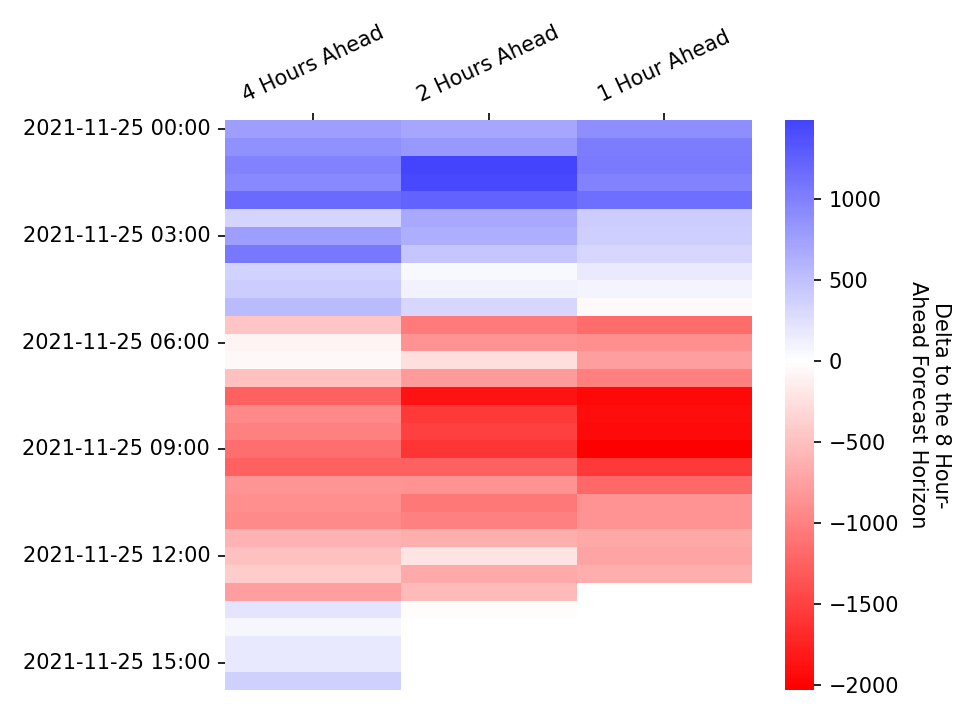 4 Hours Ahead
2 Hours Ahead
1 Hour Ahead
2021-11-25 00:00
2021-11-25 03:00
2021-11-25 06:00
2021-11-25 09:00
2021-11-25 12:00
2021-11-25 15:00
1000
500
0
−500
−1000
−1500
−2000
Delta to the 8 Hour-
Ahead Forecast Horizon